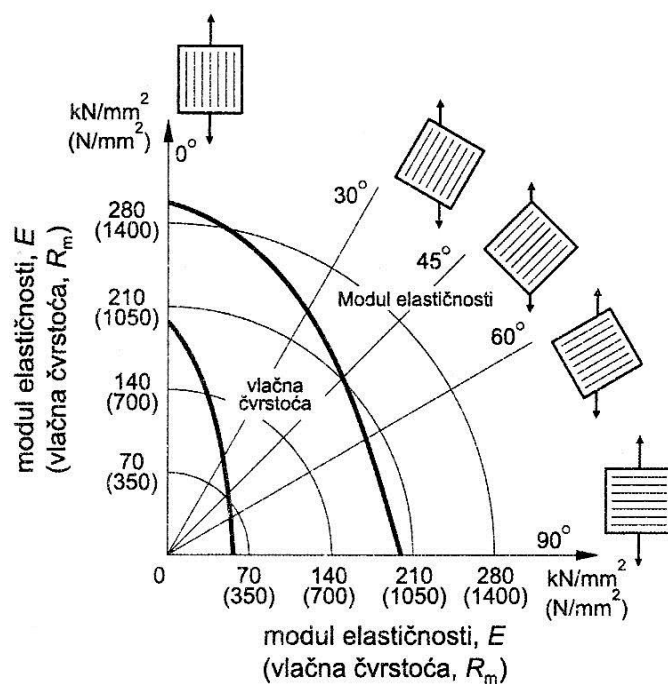 kN/mm²
(N/mm²)
0°
30°
45°
60°
90°
280
(1400)
210
(1050)
140
(700)
70
(350)
modul elastičnosti, E
(vlačna čvrstoća, Rm)
Modul elastičnosti
vlačna
čvrstoća
0
70
(350)
140
(700)
210
(1050)
280
(1400)
kN/mm²
(N/mm²)
modul elastičnosti, E
(vlačna čvrstoća, Rm)